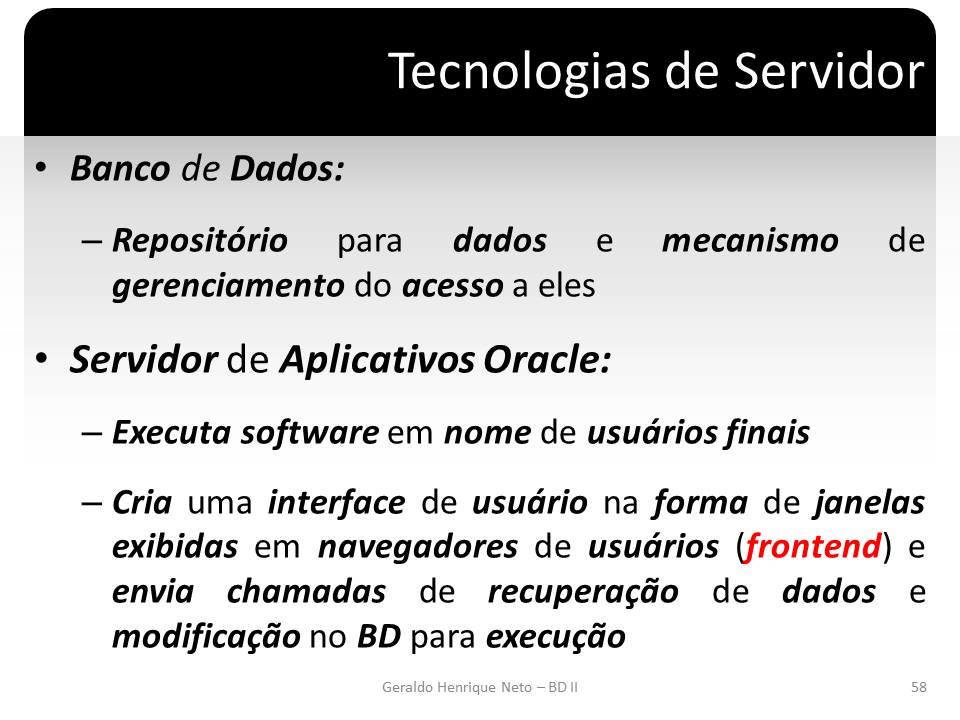 Tecnologias de Servidor
• Banco de Dados:
– Repositório para dados e mecanismo de
gerenciamento do acesso a eles
• Servidor de Aplicativos Oracle:
– Executa software em nome de usuários finais
– Cria uma interface de usuário na forma de janelas
exibidas em navegadores de usuários (frontend) e
envia chamadas de recuperação de dados e
modificação no BD para execução
Geraldo Henrique Neto – BD II 58